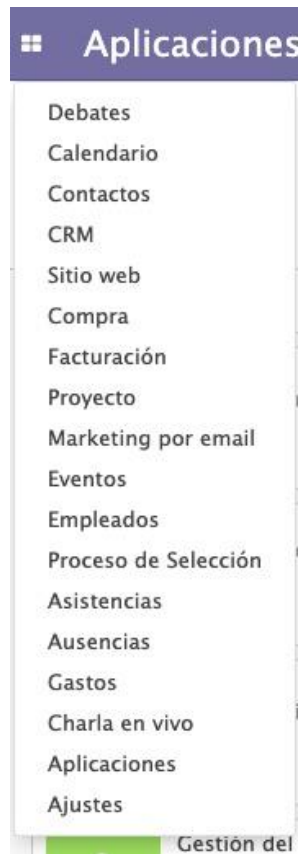 Aplicaciones
Debates
Calendario
Contactos
CRM
Sitio web
Compra
Facturación
Proyecto
Marketing por email
Eventos
Empleados
Proceso de Selección
Asistencias
Ausencias
Gastos
Charla en vivo
Aplicaciones
Ajustes
Gestión del